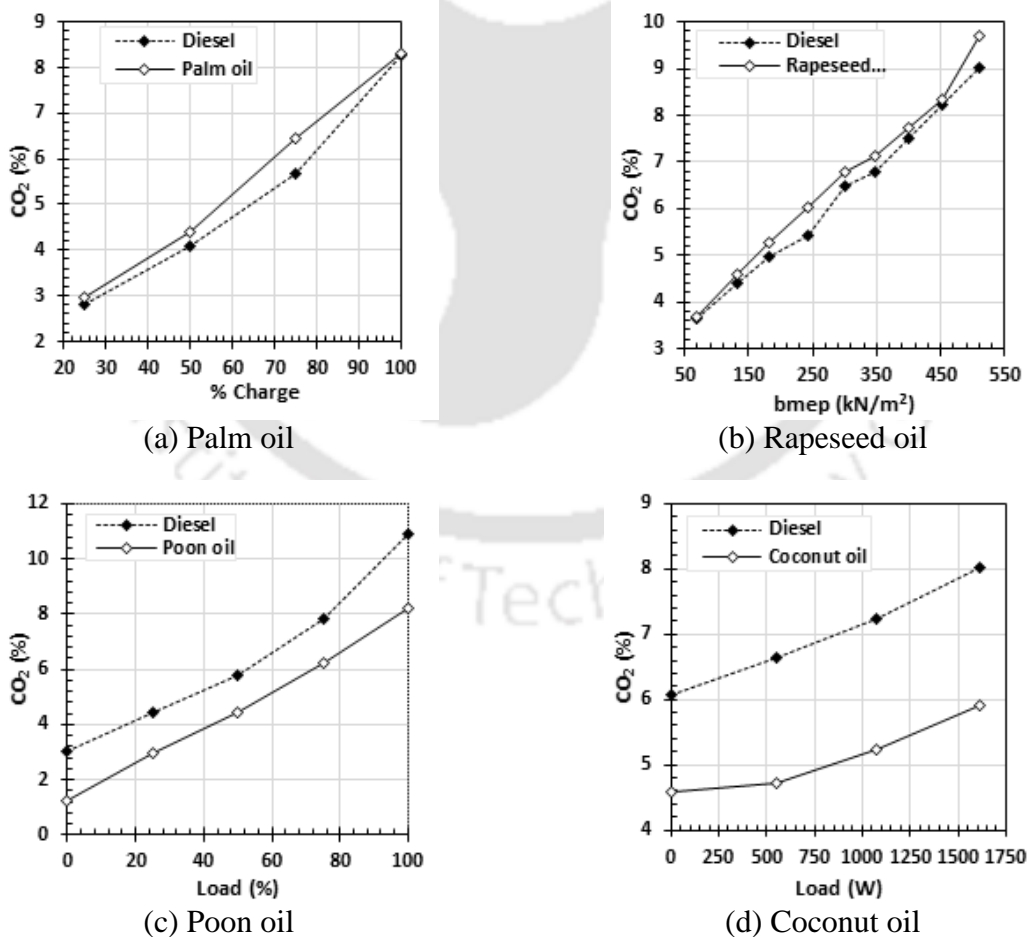 9
8
7
6
5
4
3
2
CO₂ (%)
Diesel
Palm oil
20 30 40 50 60 70 80 90 100
% Charge
(a) Palm oil
10
9
8
7
6
5
4
3
CO₂ (%)
Diesel
Rapeseed...
50 150 250 350 450 550
bmep (kN/m²)
(b) Rapeseed oil
12
10
8
6
4
2
0
CO₂ (%)
Diesel
Poon oil
0 20 40 60 80 100
Load (%)
(c) Poon oil
9
8
7
6
5
4
CO₂ (%)
Diesel
Coconut oil
0 250 500 750 1000 1250 1500 1750
Load (W)
(d) Coconut oil
Tech